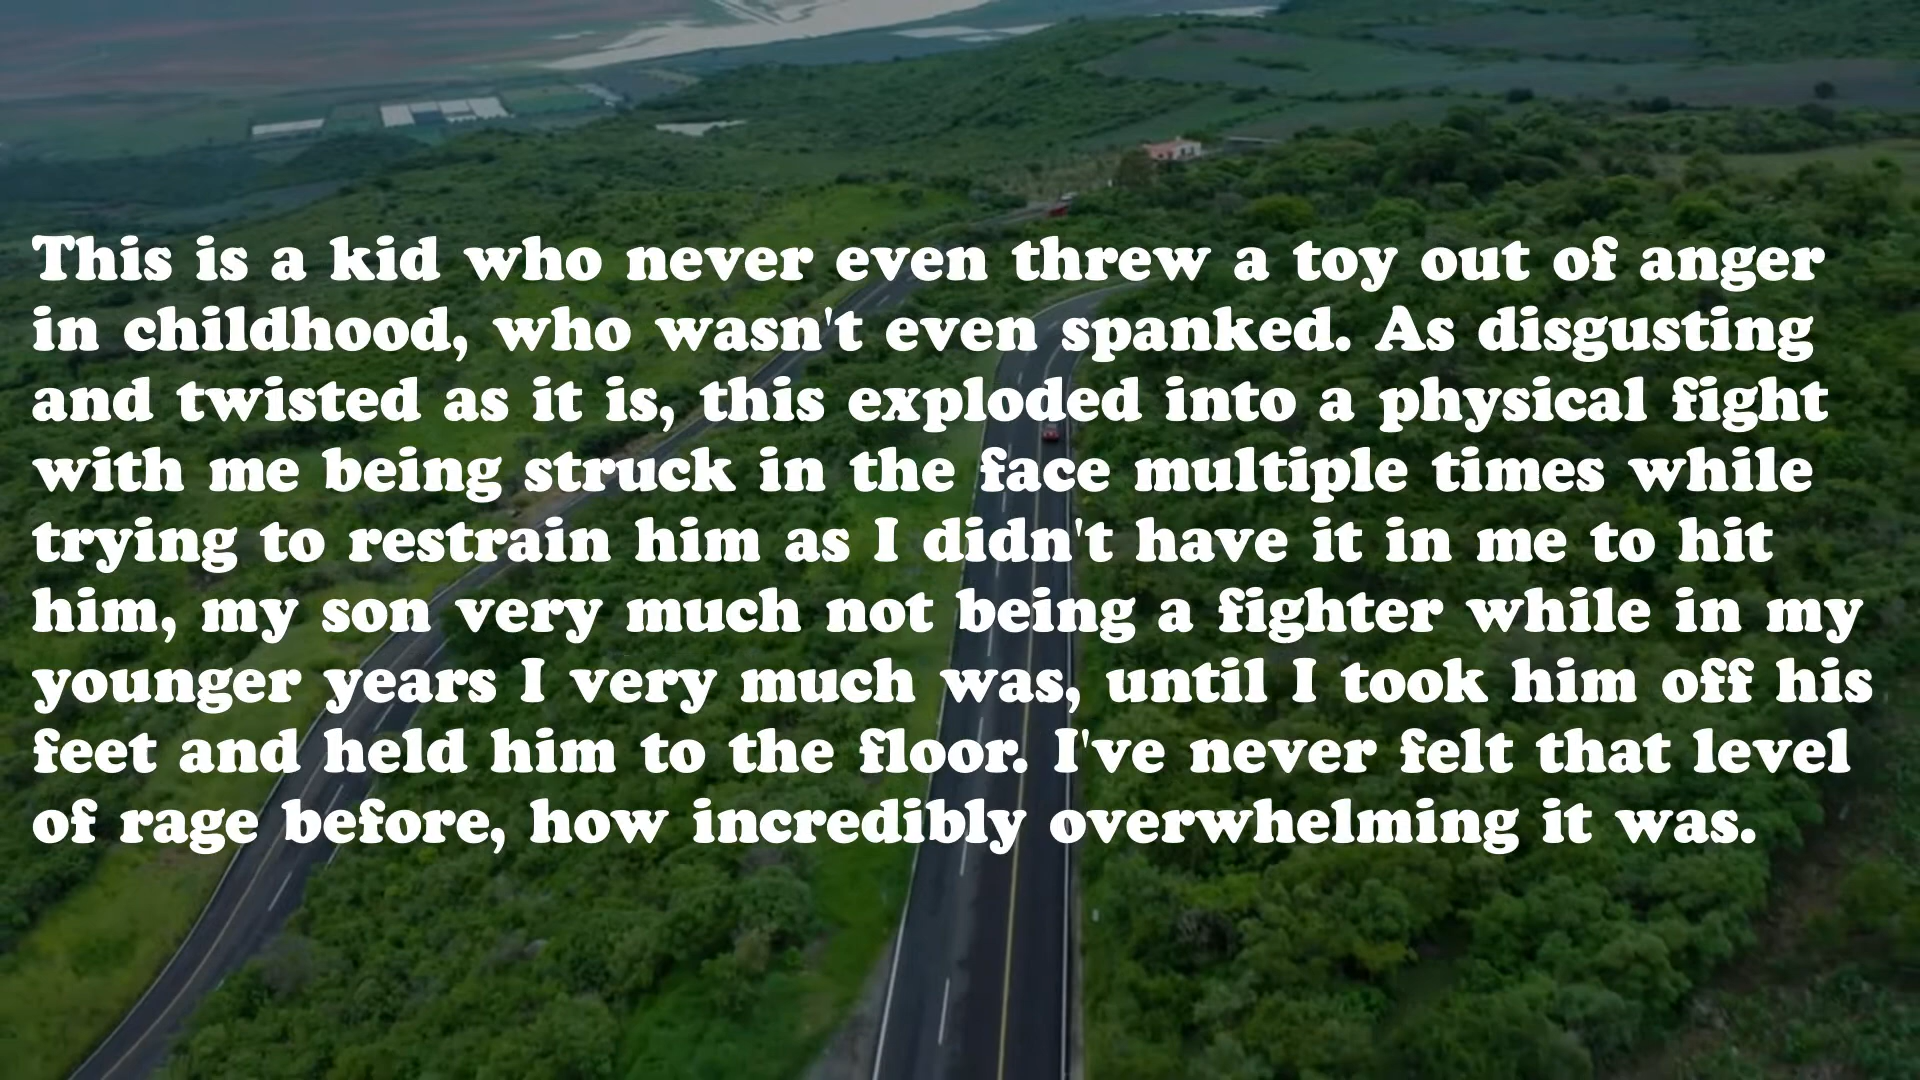 This is a kid who never even threw a toy out of anger
in childhood, who wasn't even spanked. As disgusting
and twisted as it is, this exploded into a physical fight
with me being struck in the face multiple times while
trying to restrain him as I didn't have it in me to hit
him, my son very much not being a fighter while in my
younger years I very much was, until I took him off his
feet and held him to the floor. I've never felt that level
of rage before, how incredibly overwhelming it was.